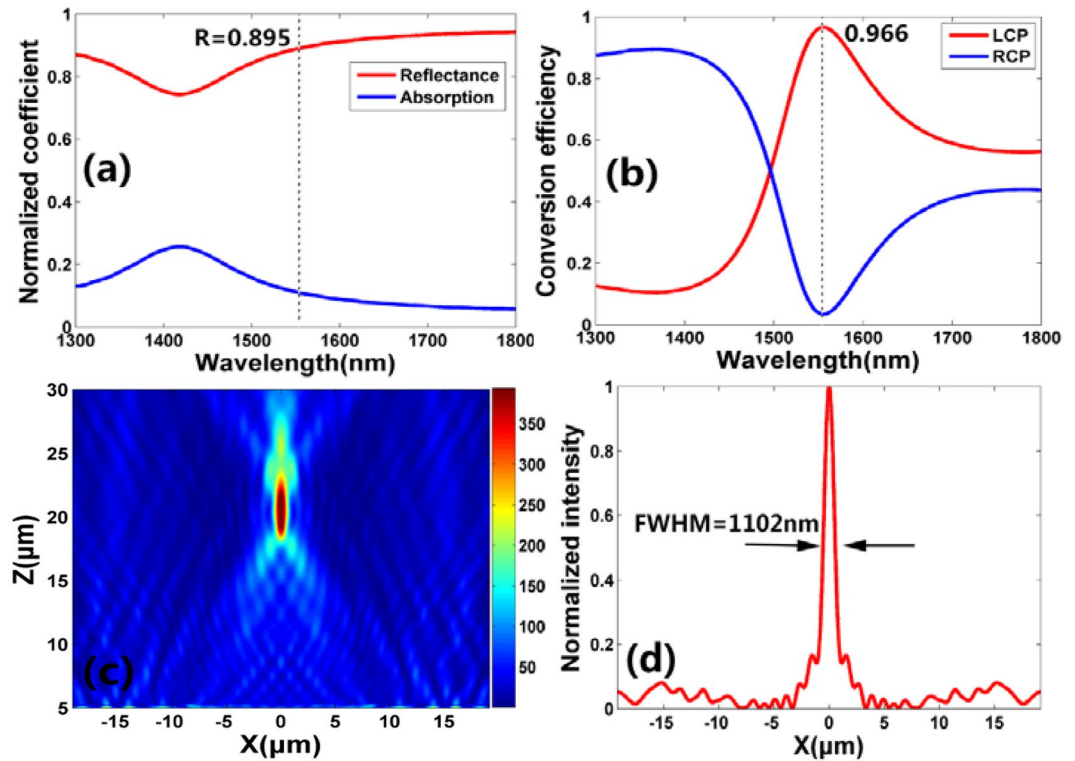 R=0.895
Reflectance
Absorption
(a)
Normalized coefficient
1
0.8
0.6
0.4
0.2
0
1300 1400 1500 1600 1700 1800
Wavelength(nm)
0.966
LCP
RCP
(b)
Conversion efficiency
1
0.8
0.6
0.4
0.2
0
1300 1400 1500 1600 1700 1800
Wavelength(nm)
(c)
Z(μm)
30
25
20
15
10
5
-15 -10 -5 0 5 10 15
X(μm)
350
300
250
200
150
100
50
FWHM=1102nm
(d)
Normalized intensity
1
0.8
0.6
0.4
0.2
0
-15 -10 -5 0 5 10 15
X(μm)